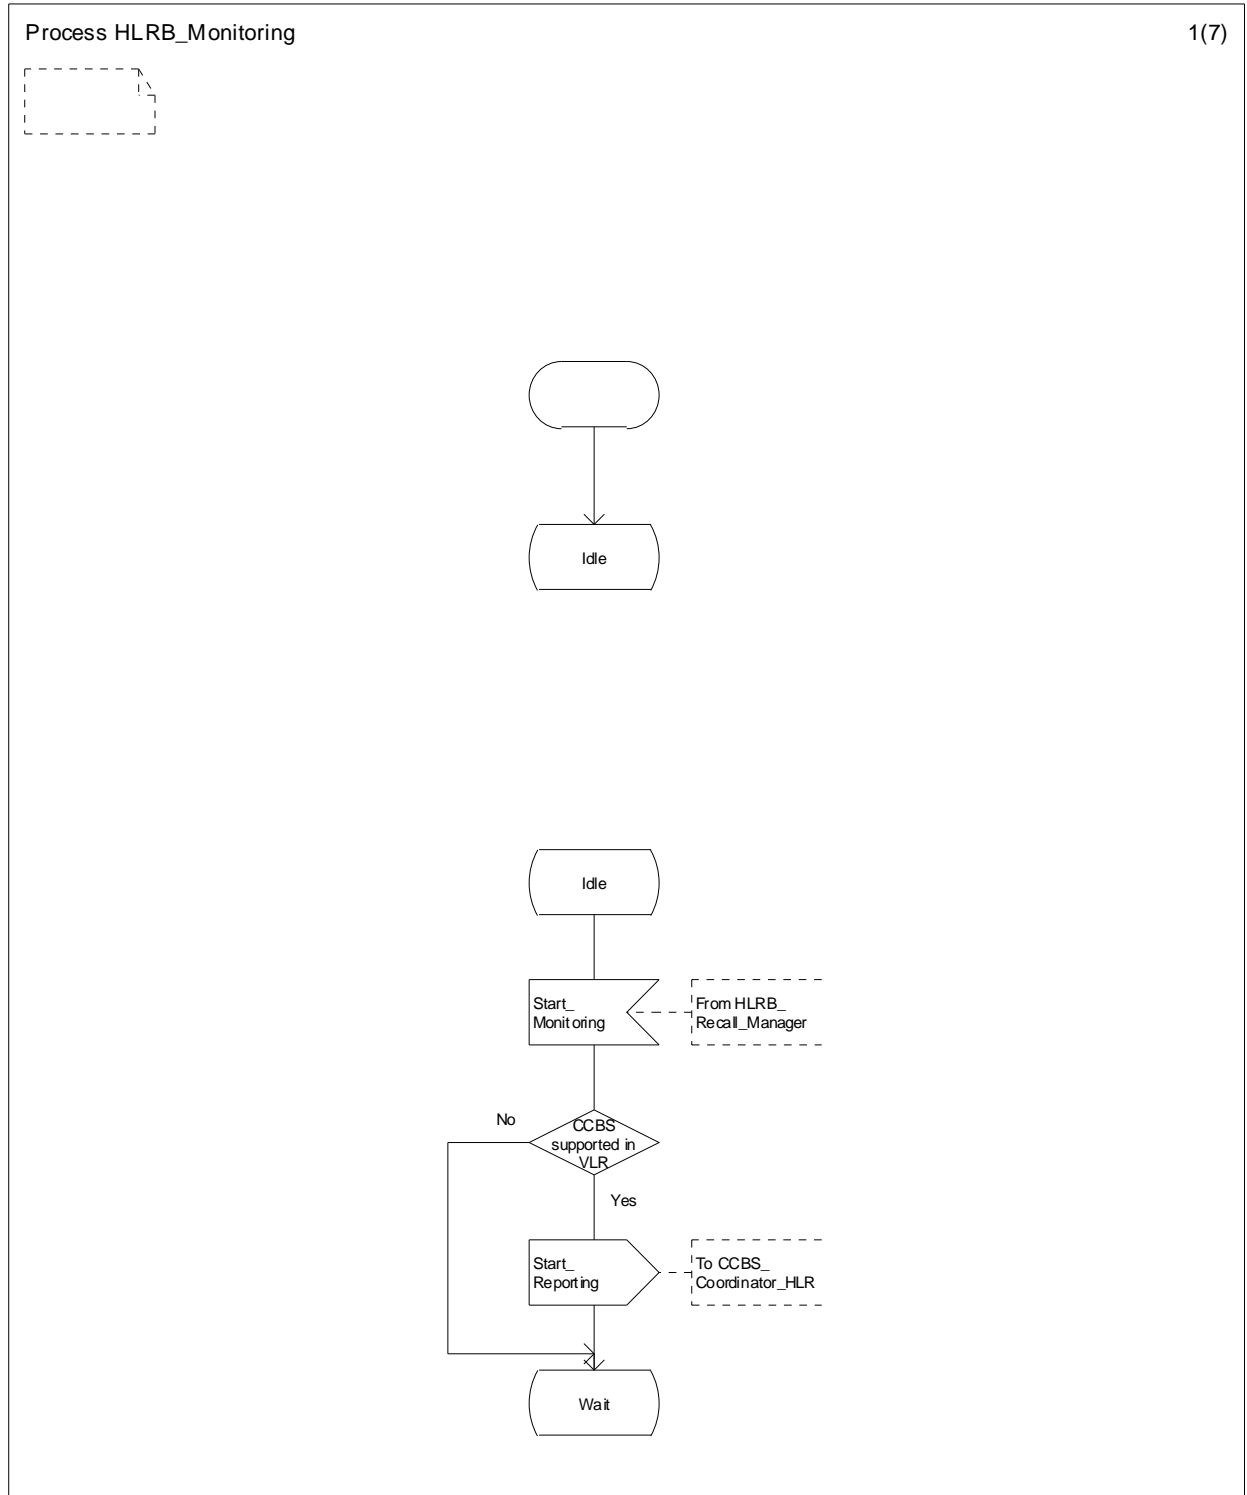 Process HLRB_Monitoring
1(7)
Idle
Idle
Start_
Monitoring
From HLRB_
Recall_Manager
No
CCBS
supported in
VLR
Yes
Start_
Reporting
To CCBS_
Coordinator_HLR
Wait